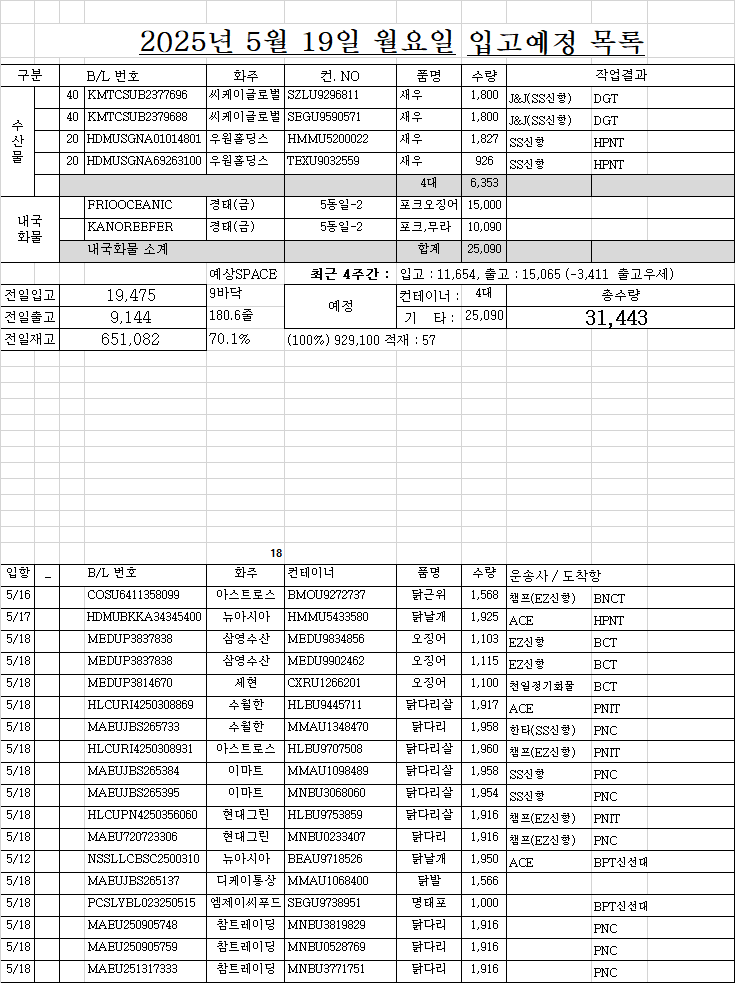 2025년 5월 19일 월요일 입고예정 목록
구분 B/L 번호 화주 컨. NO 품명 수량 작업결과
수산물
40 KMTCSUB2377696 씨케이글로벌 SZLU9296811 새우 1,800 J&J(SS신항) DGT
40 KMTCSUB2379688 씨케이글로벌 SEGU9590571 새우 1,800 J&J(SS신항) DGT
20 HDMUSGNA01014801 우원홀딩스 HMMU5200022 새우 1,827 SS신항 HPNT
20 HDMUSGNA69263100 우원홀딩스 TEXU9032559 새우 926 SS신항 HPNT
4대 6,353
내국화물
FRIOOCEANIC 경태(금) 5동일-2 포크오징어 15,000
KANOREEFER 경태(금) 5동일-2 포크,무라 10,090
내국화물 소계 합계 25,090
예상SPACE 최근 4주간 : 입고 : 11,654, 출고 : 15,065 (-3,411 출고우세)
전일입고 19,475 9바닥 예정 컨테이너 : 4대 총수량
전일출고 9,144 180.6줄 기 타 : 25,090 31,443
전일재고 651,082 70.1% (100%) 929,100 적재 : 57
18
입항 _ B/L 번호 화주 컨테이너 품명 수량 운송사 / 도착항
5/16 COSU6411358099 아스트로스 BMOU9272737 닭근위 1,568 캠프(EZ신항) BNCT
5/17 HDMUBKKA34345400 뉴아시아 HMMU5433580 닭날개 1,925 ACE HPNT
5/18 MEDUP3837838 삼영수산 MEDU9834856 오징어 1,103 EZ신항 BCT
5/18 MEDUP3837838 삼영수산 MEDU9902462 오징어 1,115 EZ신항 BCT
5/18 MEDUP3814670 세현 CXRU1266201 오징어 1,100 천일정기화물 BCT
5/18 HLCURI4250308869 수월한 HLBU9445711 닭다리살 1,917 ACE PNIT
5/18 MAEUJBS265733 수월한 MMAU1348470 닭다리 1,958 한타(SS신항) PNC
5/18 HLCURI4250308931 아스트로스 HLBU9707508 닭다리살 1,960 캠프(EZ신항) PNIT
5/18 MAEUJBS265384 이마트 MMAU1098489 닭다리살 1,958 SS신항 PNC
5/18 MAEUJBS265395 이마트 MNBU3068060 닭다리살 1,954 SS신항 PNC
5/18 HLCUPN4250356060 현대그린 HLBU9753859 닭다리살 1,916 캠프(EZ신항) PNIT
5/18 MAEU720723306 현대그린 MNBU0233407 닭다리 1,916 캠프(EZ신항) PNC
5/12 NSSLLCBSC2500310 뉴아시아 BEAU9718526 닭날개 1,950 ACE BPT신선대
5/18 MAEUJBS265137 디케이통상 MMAU1068400 닭발 1,566
5/18 PCSLYBL023250515 엠제이씨푸드 SEGU9738951 명태포 1,000 BPT신선대
5/18 MAEU250905748 참트레이딩 MNBU3819829 닭다리 1,916 PNC
5/18 MAEU250905759 참트레이딩 MNBU0528769 닭다리 1,916 PNC
5/18 MAEU251317333 참트레이딩 MNBU3771751 닭다리 1,916 PNC